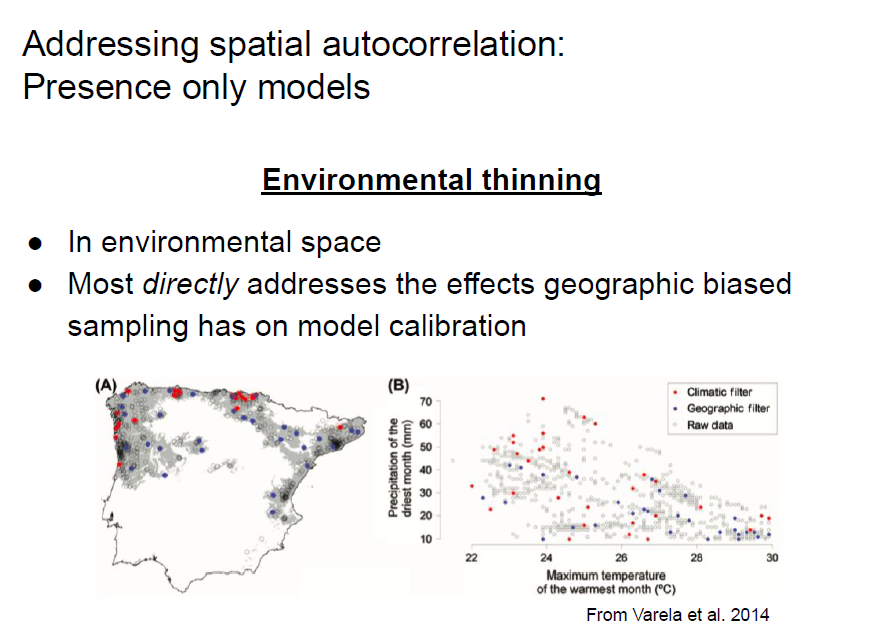 Addressing spatial autocorrelation:
Presence only models
Environmental thinning
● In environmental space
● Most directly addresses the effects geographic biased
sampling has on model calibration
(A)
(B)
Precipitation of the
driest month (mm)
70
60
50
40
30
20
10
Climatic filter
Geographic filter
Raw data
22 24 26 28 30
Maximum temperature
of the warmest month (ºC)
From Varela et al. 2014